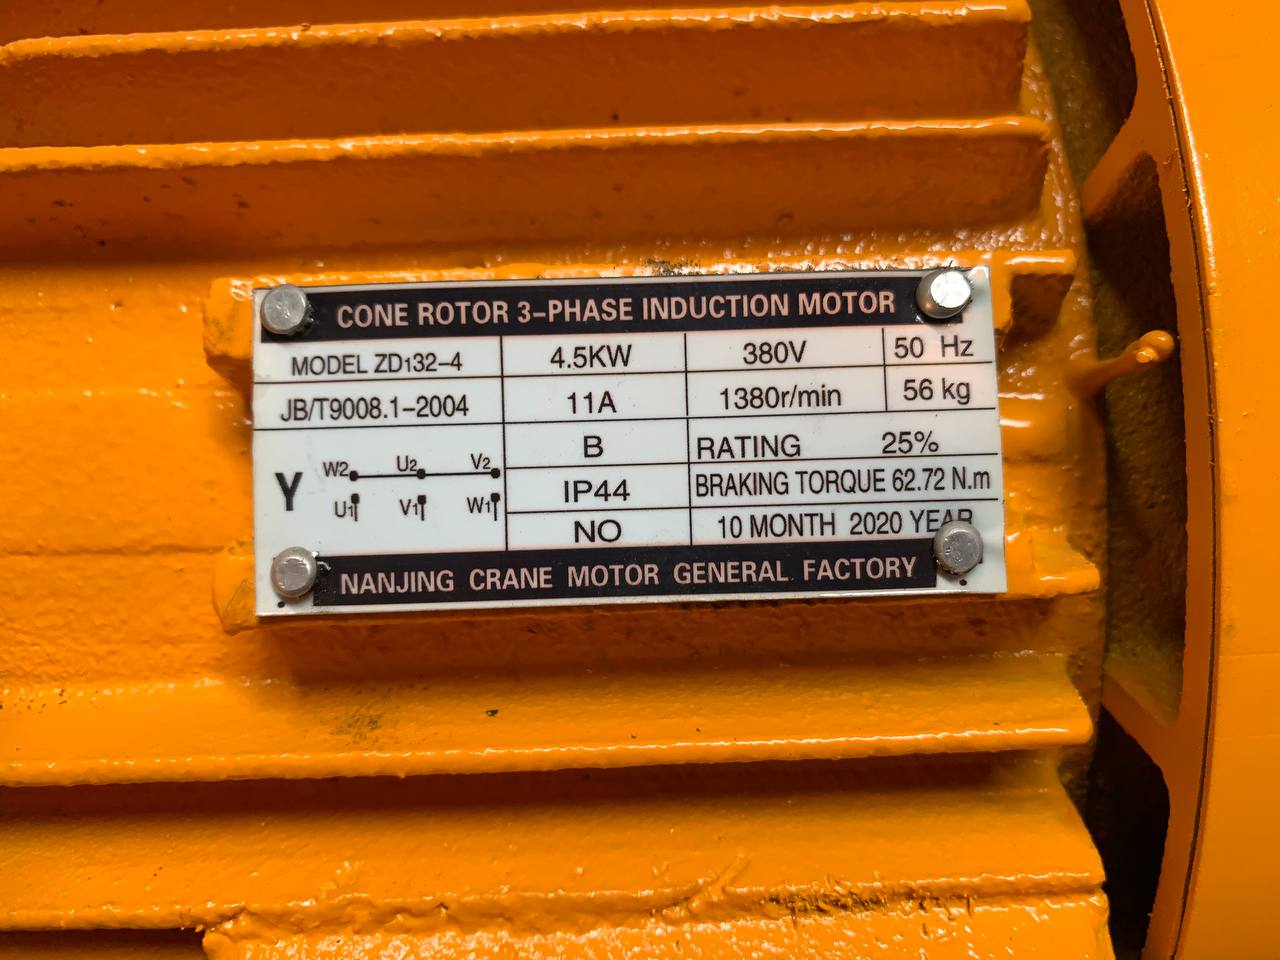 CONE ROTOR 3-PHASE INDUCTION MOTOR
MODEL ZD132-4 4.5KW 380V 50 Hz
JB/T9008.1-2004 11A 1380r/min 56 kg
B RATING 25%
Y W2 U2 V2
IP44 BRAKING TORQUE 62.72 N.m
U1 V1 W1
NO 10 MONTH 2020 YEAR
NANJING CRANE MOTOR GENERAL FACTORY